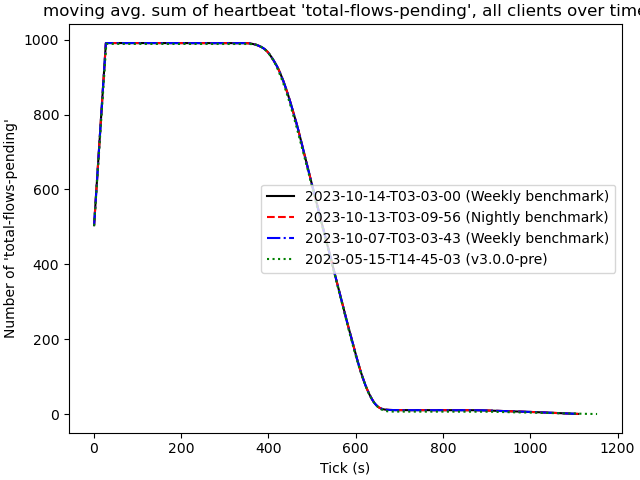 moving avg. sum of heartbeat 'total-flows-pending', all clients over time
Number of 'total-flows-pending'
1000
800
600
400
200
0
2023-10-14-T03-03-00 (Weekly benchmark)
2023-10-13-T03-09-56 (Nightly benchmark)
2023-10-07-T03-03-43 (Weekly benchmark)
2023-05-15-T14-45-03 (v3.0.0-pre)
0 200 400 600 800 1000 1200
Tick (s)